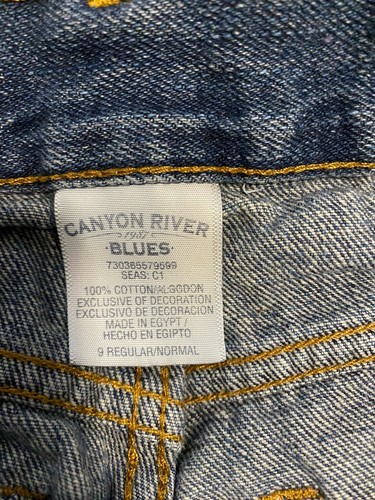 CANYON RIVER
1987
·BLUES·
730365579599
SEAS: C1
100% COTTON/ALGODON
EXCLUSIVE OF DECORATION
EXCLUSIVO DE DECORACION
MADE IN EGYPT/
HECHO EN EGIPTO
9 REGULAR/NORMAL